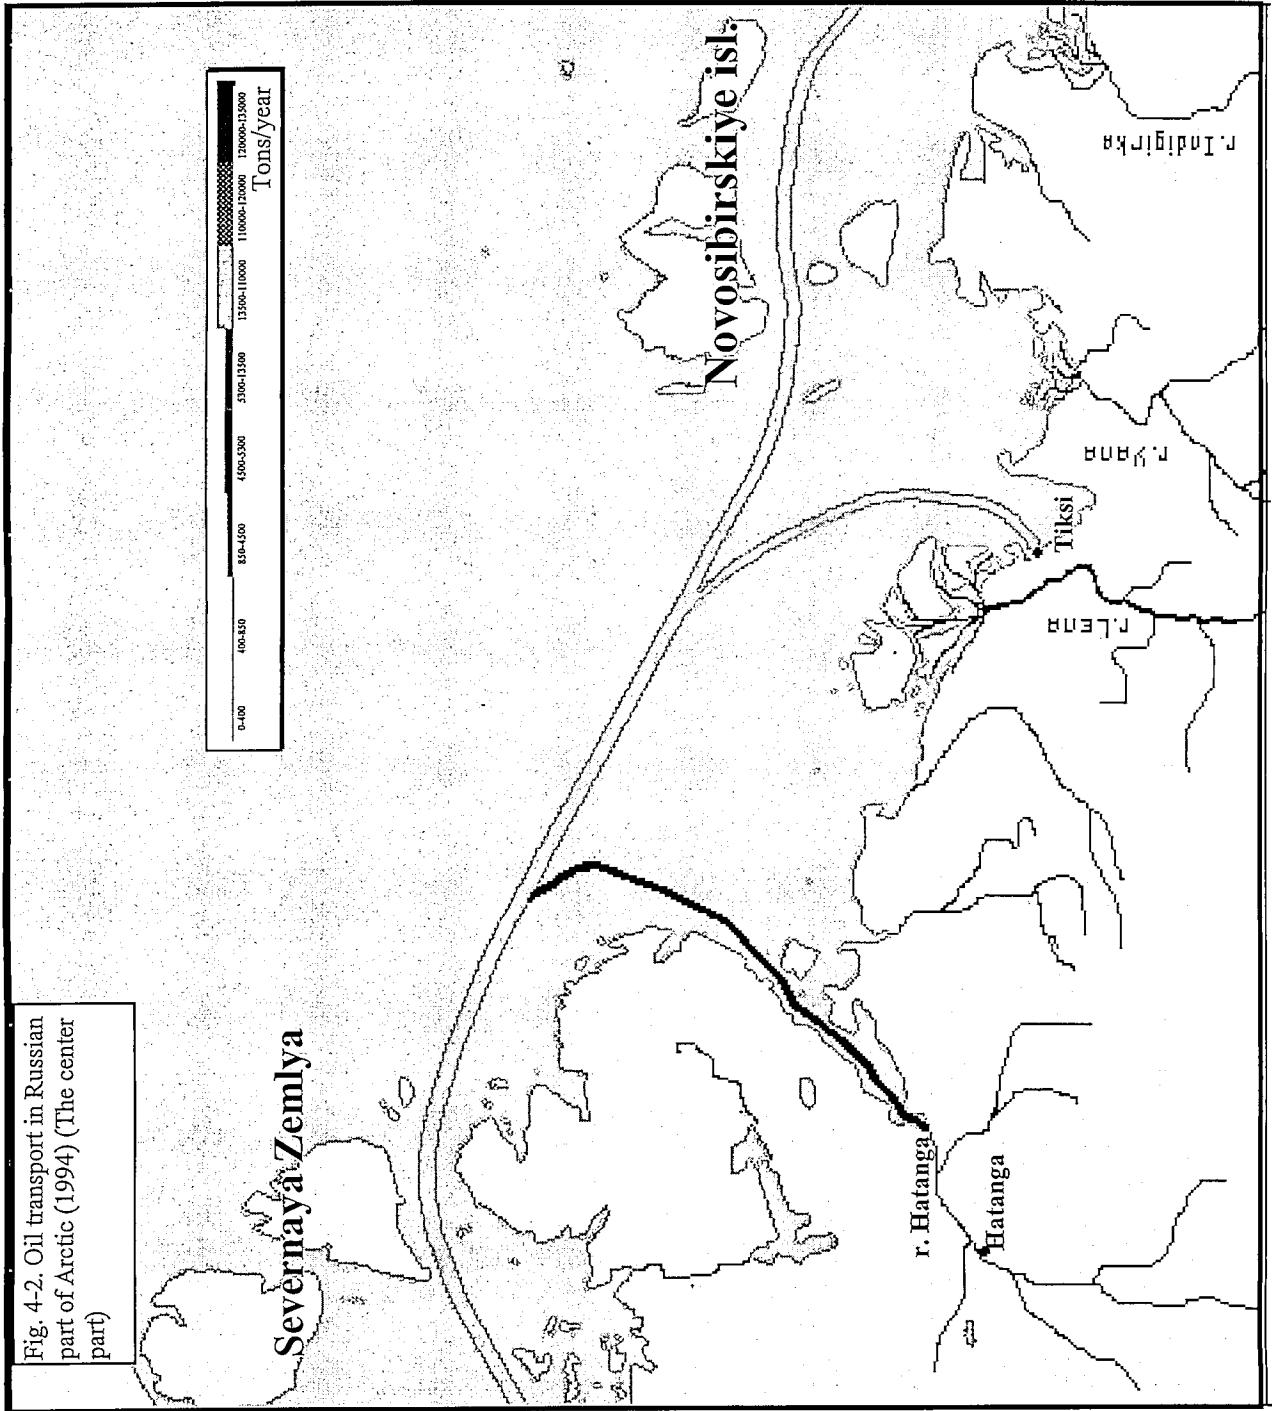 Fig. 4-2. Oil transport in Russian
part of Arctic (1994) (The center
part)
0-400
400-850
850-4500
4500-5300
5300-13500
13500-110000
110000-120000
120000-135000
Tons/year
Severnaya Zemlya
Novosibirskiye isl.
r. Hatanga
Hatanga
r.Lena
Tiksi
r.Yana
r.Indigirka